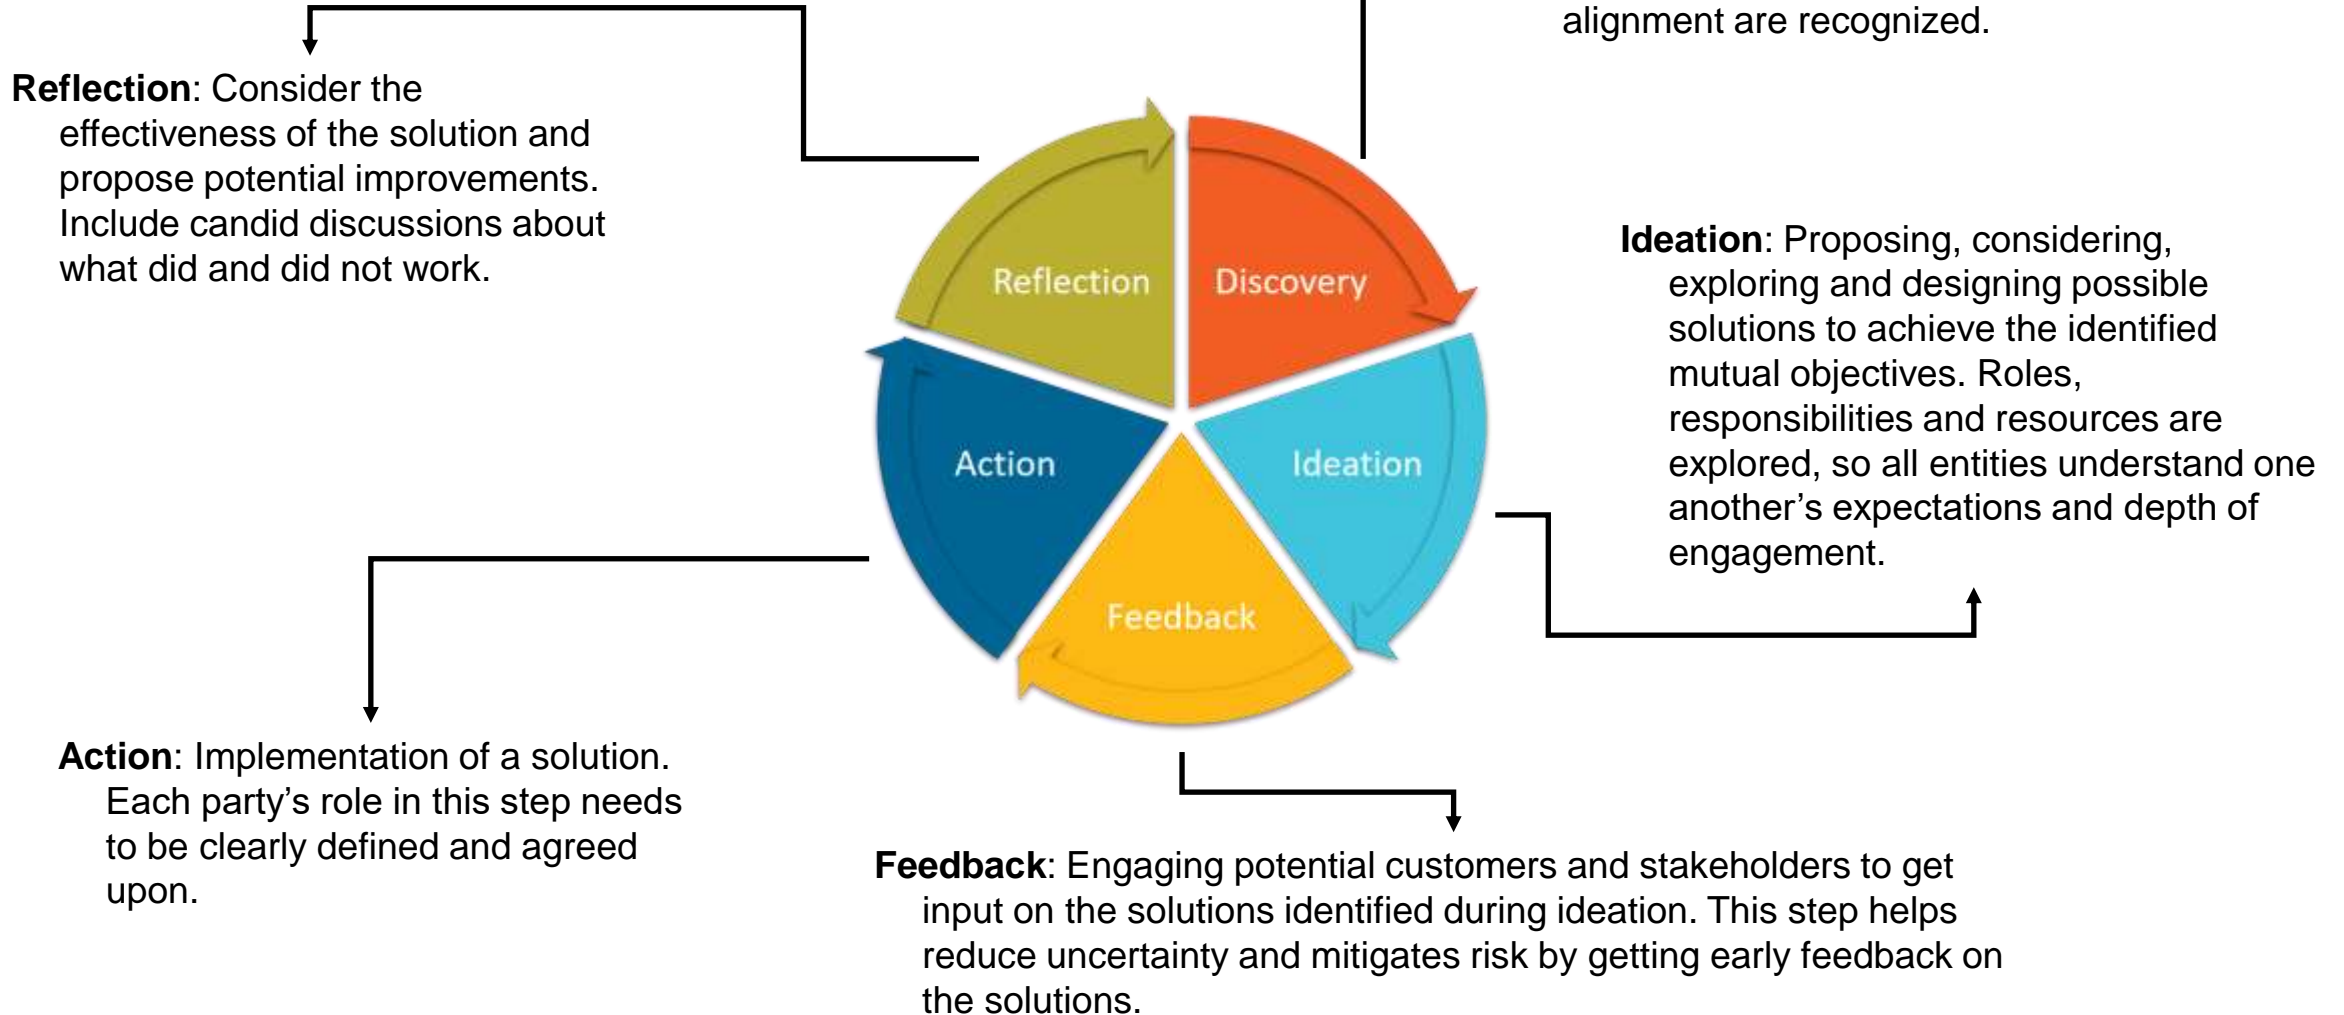 alignment are recognized.
Reflection: Consider the
effectiveness of the solution and
propose potential improvements.
Include candid discussions about
what did and did not work.
Reflection
Discovery
Ideation: Proposing, considering,
exploring and designing possible
solutions to achieve the identified
mutual objectives. Roles,
responsibilities and resources are
explored, so all entities understand one
another’s expectations and depth of
engagement.
Action
Ideation
Feedback
Action: Implementation of a solution.
Each party’s role in this step needs
to be clearly defined and agreed
upon.
Feedback: Engaging potential customers and stakeholders to get
input on the solutions identified during ideation. This step helps
reduce uncertainty and mitigates risk by getting early feedback on
the solutions.